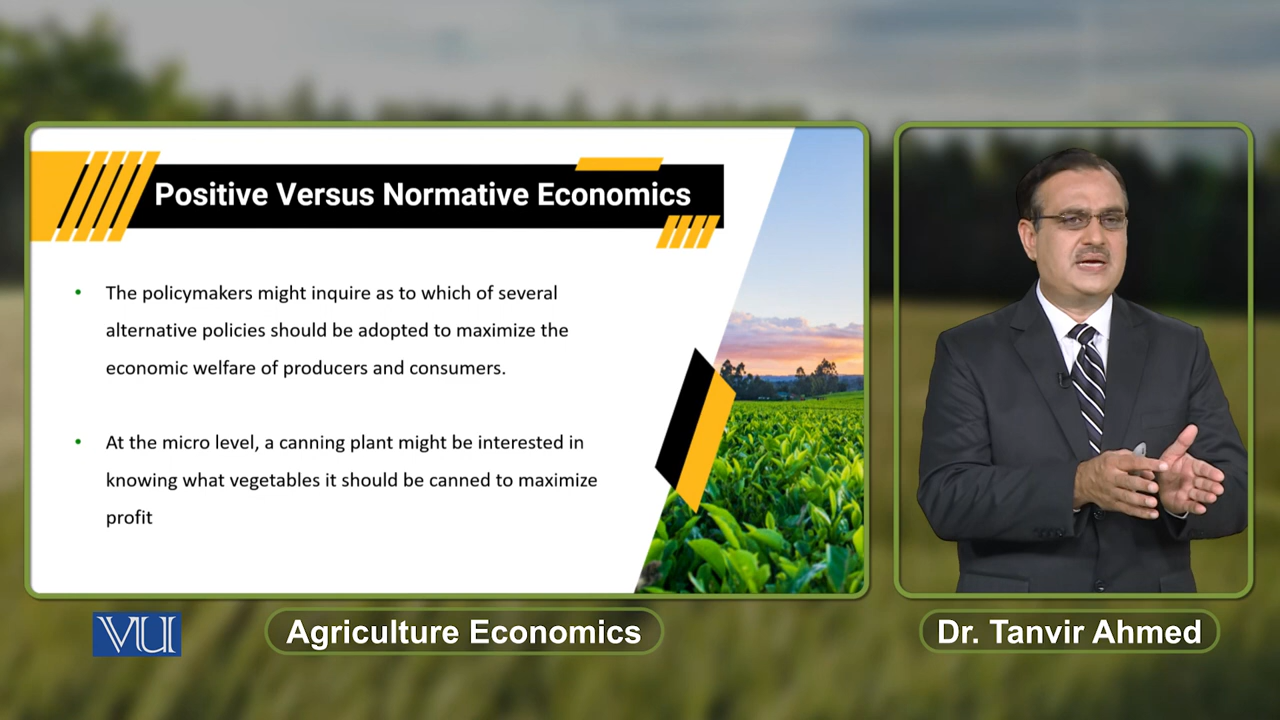 Positive Versus Normative Economics
• The policymakers might inquire as to which of several
alternative policies should be adopted to maximize the
economic welfare of producers and consumers.
• At the micro level, a canning plant might be interested in
knowing what vegetables it should be canned to maximize
profit
VU
Agriculture Economics
Dr. Tanvir Ahmed